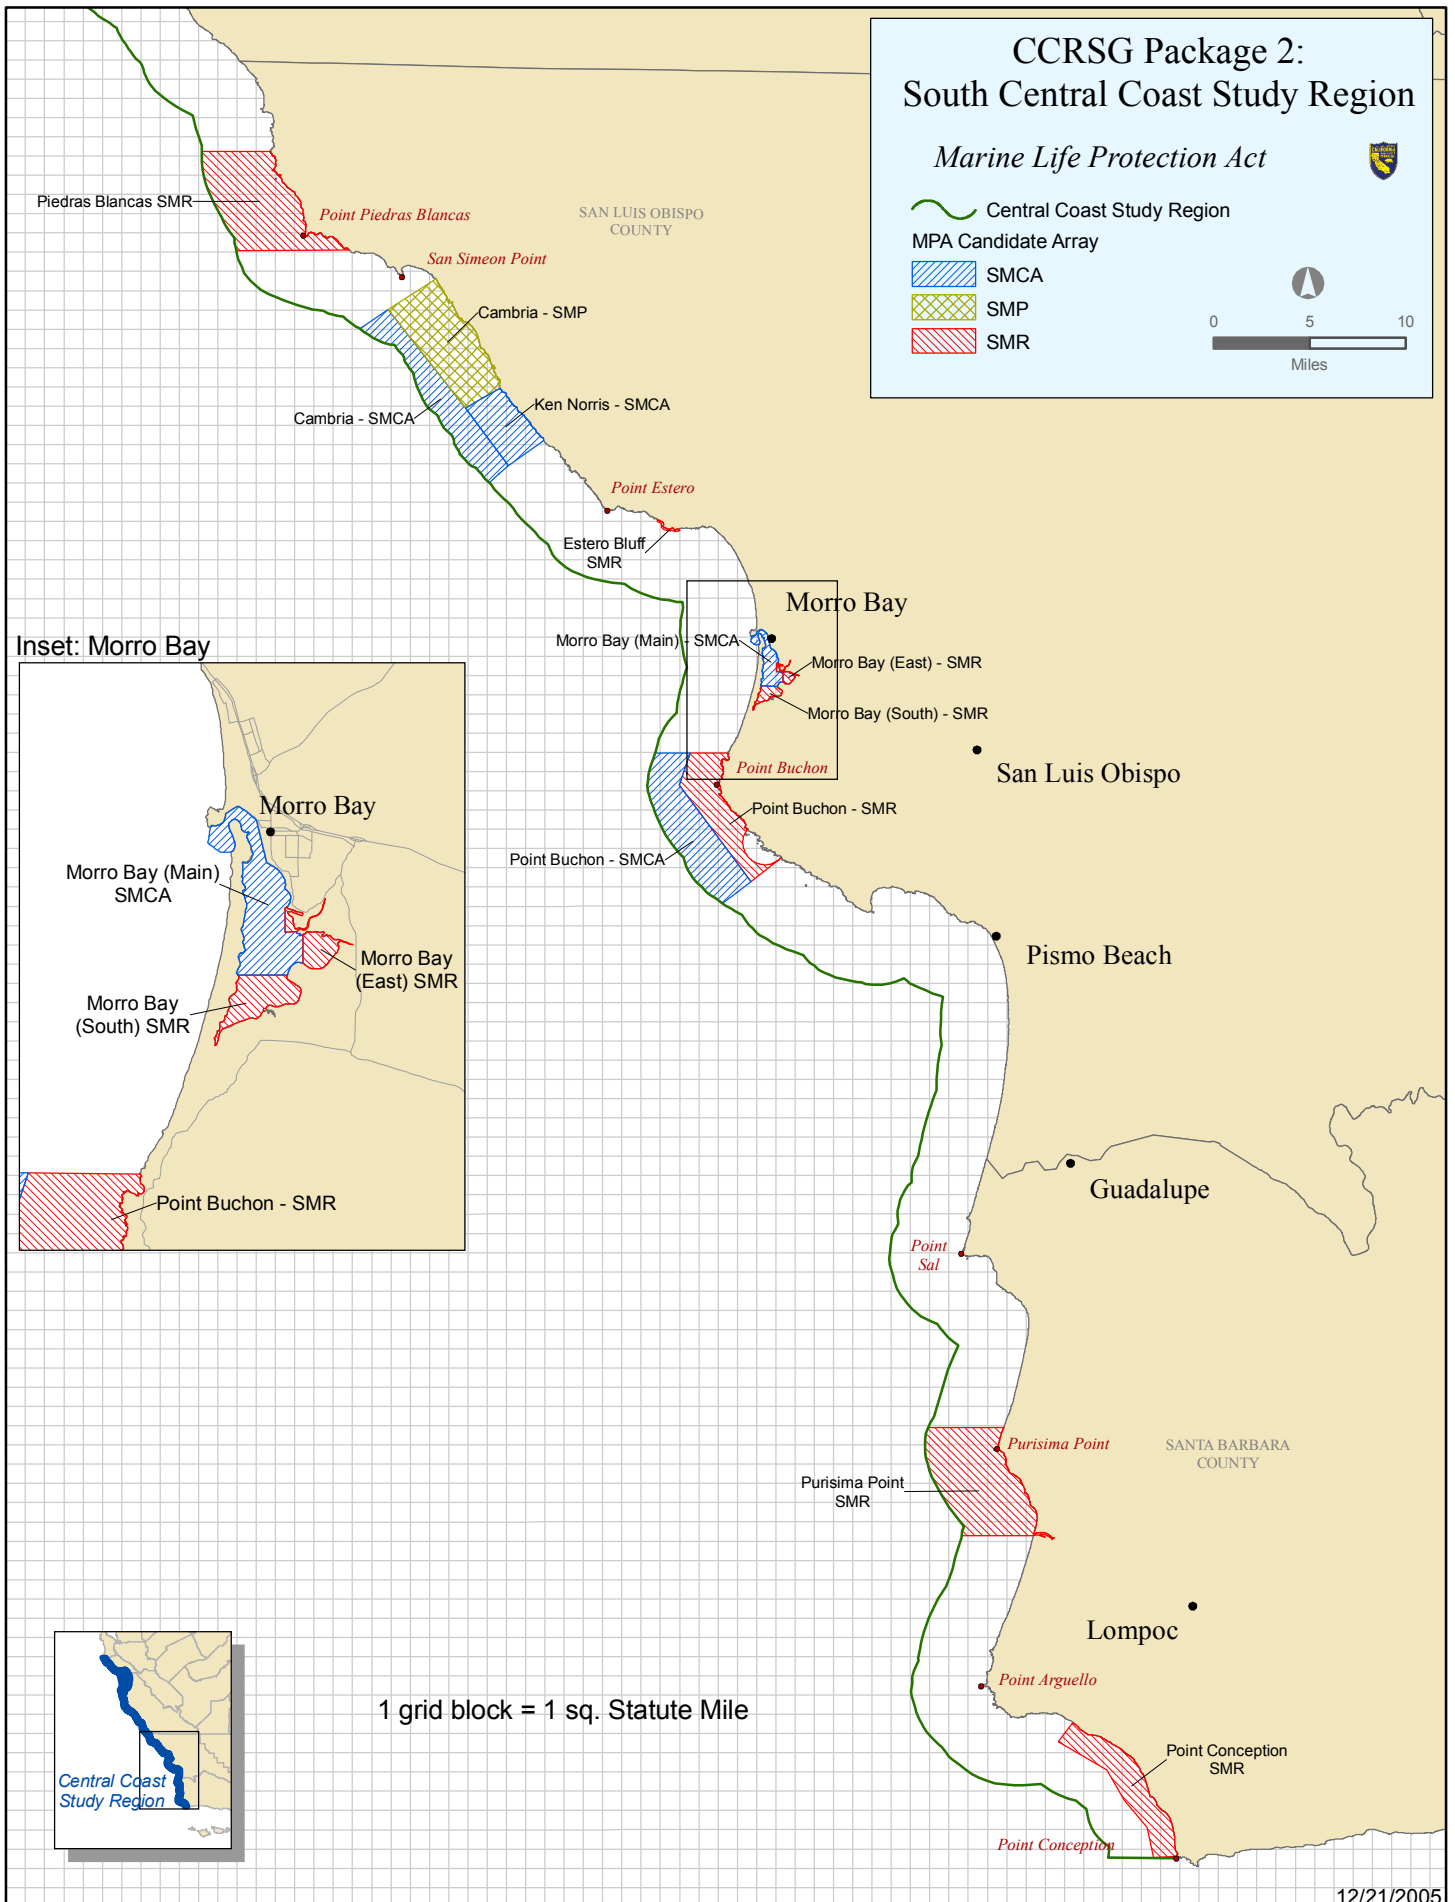 CCRSG Package 2:
South Central Coast Study Region
Marine Life Protection Act
Central Coast Study Region
MPA Candidate Array
SMCA
SMP
SMR
0 5 10
Miles
Piedras Blancas SMR
Point Piedras Blancas
SAN LUIS OBISPO
COUNTY
San Simeon Point
Cambria - SMP
Cambria - SMCA
Ken Norris - SMCA
Point Estero
Estero Bluff
SMR
Morro Bay
Morro Bay (Main) - SMCA
Morro Bay (East) - SMR
Morro Bay (South) - SMR
San Luis Obispo
Point Buchon
Point Buchon - SMR
Point Buchon - SMCA
Pismo Beach
Inset: Morro Bay
Morro Bay
Morro Bay (Main)
SMCA
Morro Bay
(East) SMR
Morro Bay
(South) SMR
Point Buchon - SMR
Guadalupe
Point
Sal
Purisima Point
SANTA BARBARA
COUNTY
Purisima Point
SMR
Lompoc
Point Arguello
1 grid block = 1 sq. Statute Mile
Point Conception
SMR
Central Coast
Study Region
Point Conception
12/21/2005